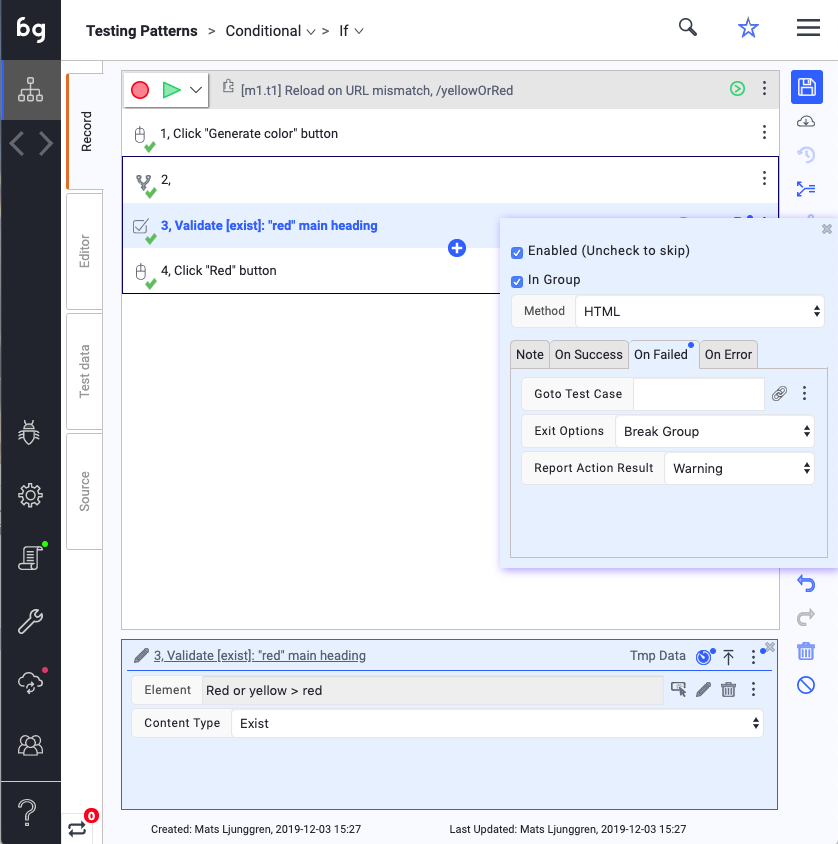 bg
Testing Patterns > Conditional > If
Record
Editor
Test data
Source
[m1.t1] Reload on URL mismatch, /yellowOrRed
1, Click "Generate color" button
2,
3, Validate [exist]: "red" main heading
4, Click "Red" button
Enabled (Uncheck to skip)
In Group
Method HTML
Note On Success On Failed On Error
Goto Test Case
Exit Options Break Group
Report Action Result Warning
3, Validate [exist]: "red" main heading Tmp Data
Element Red or yellow > red
Content Type Exist
0
Created: Mats Ljunggren, 2019-12-03 15:27 Last Updated: Mats Ljunggren, 2019-12-03 15:27